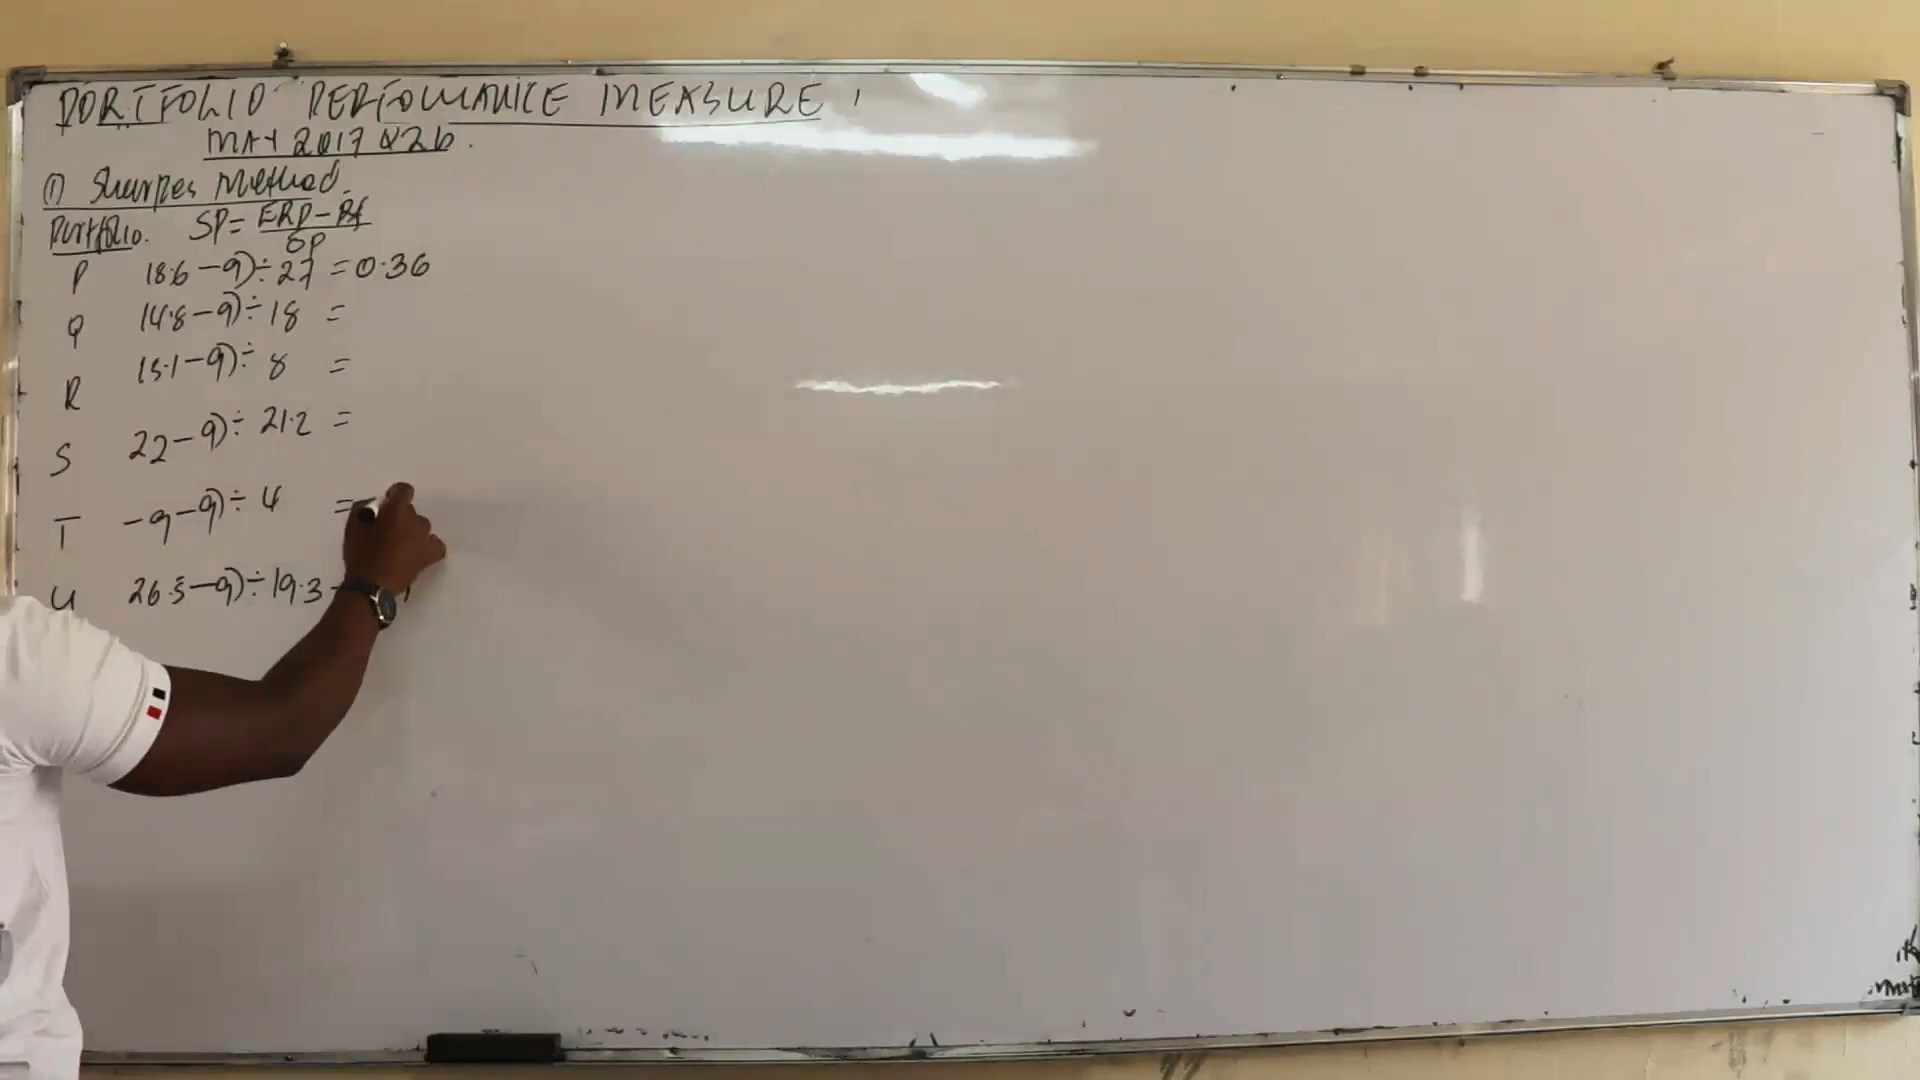 PORTFOLIO PERFOMANCE MEASURE
MAY 2017 Q2b.
(1) Sharpes Method.
Portfolio. SP= ERP-Rf
σP
P 18.6-9)÷27 =0.36
Q 14.8-9)÷18 =
R 15.1-9)÷ 8 =
S 22-9)÷ 21.2 =
T -9-9)÷ 4 =
U 26.5-9)÷19.3